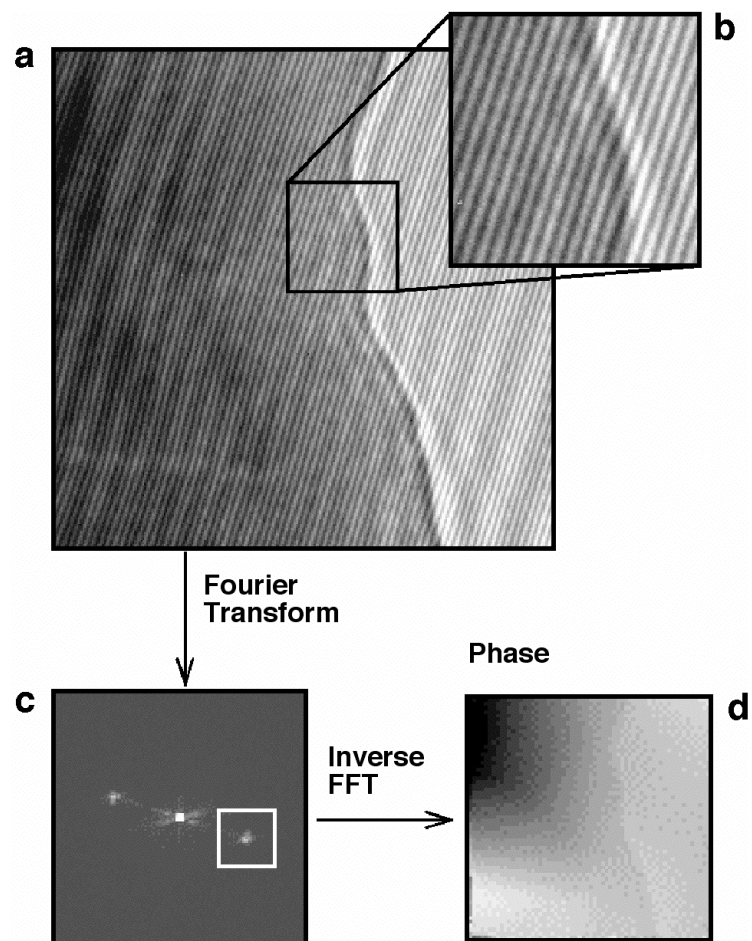 a
b
Fourier
Transform
Phase
c
d
Inverse
FFT